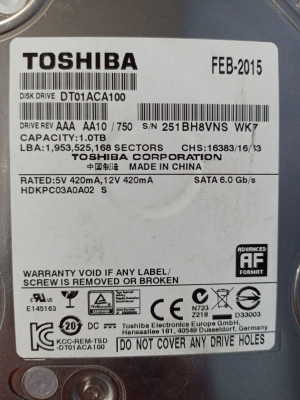 TOSHIBA FEB-2015
DISK DRIVE DT01ACA100
DRIVE REV AAA AA10 / 750 S/N 251BH8VNS WK7
CAPACITY:1.0TB
LBA:1,953,525,168 SECTORS CHS:16383/16/63
TOSHIBA CORPORATION
中国制造 MADE IN CHINA
RATED:5V 420mA,12V 420mA SATA 6.0 Gb/s
HDKPC03A0A02 S
ADVANCED
AF
FORMAT
WARRANTY VOID IF ANY LABEL/
SCREW IS REMOVED OR BROKEN
E145163
N723
Z218
D33003
20
KCC-REM-TSD
-DT01ACA100
Toshiba Electronics Europe GmbH,
Hansaallee 181, 40549 Dusseldorf, Germany
DO NOT COVER ANY DRIVE HOLES